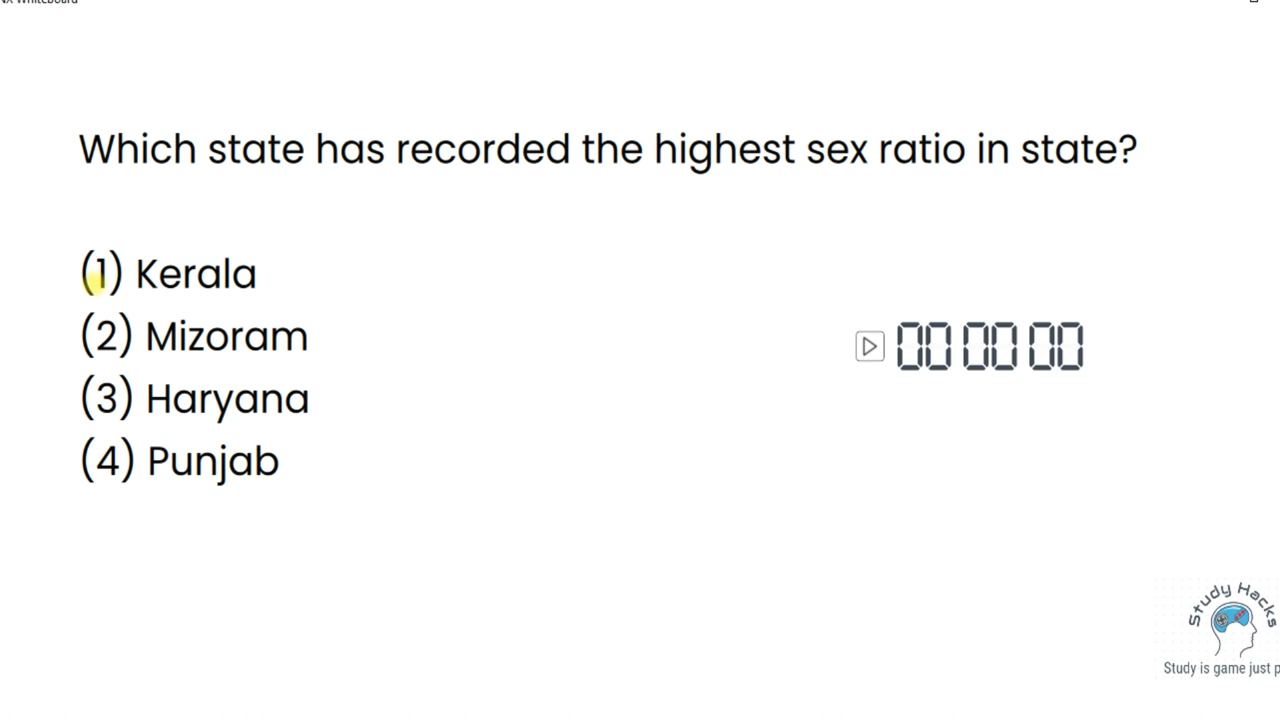 Whiteboard
Which state has recorded the highest sex ratio in state?
(1) Kerala
(2) Mizoram
(3) Haryana
(4) Punjab
00 00 00
Study Hacks
Study is game just